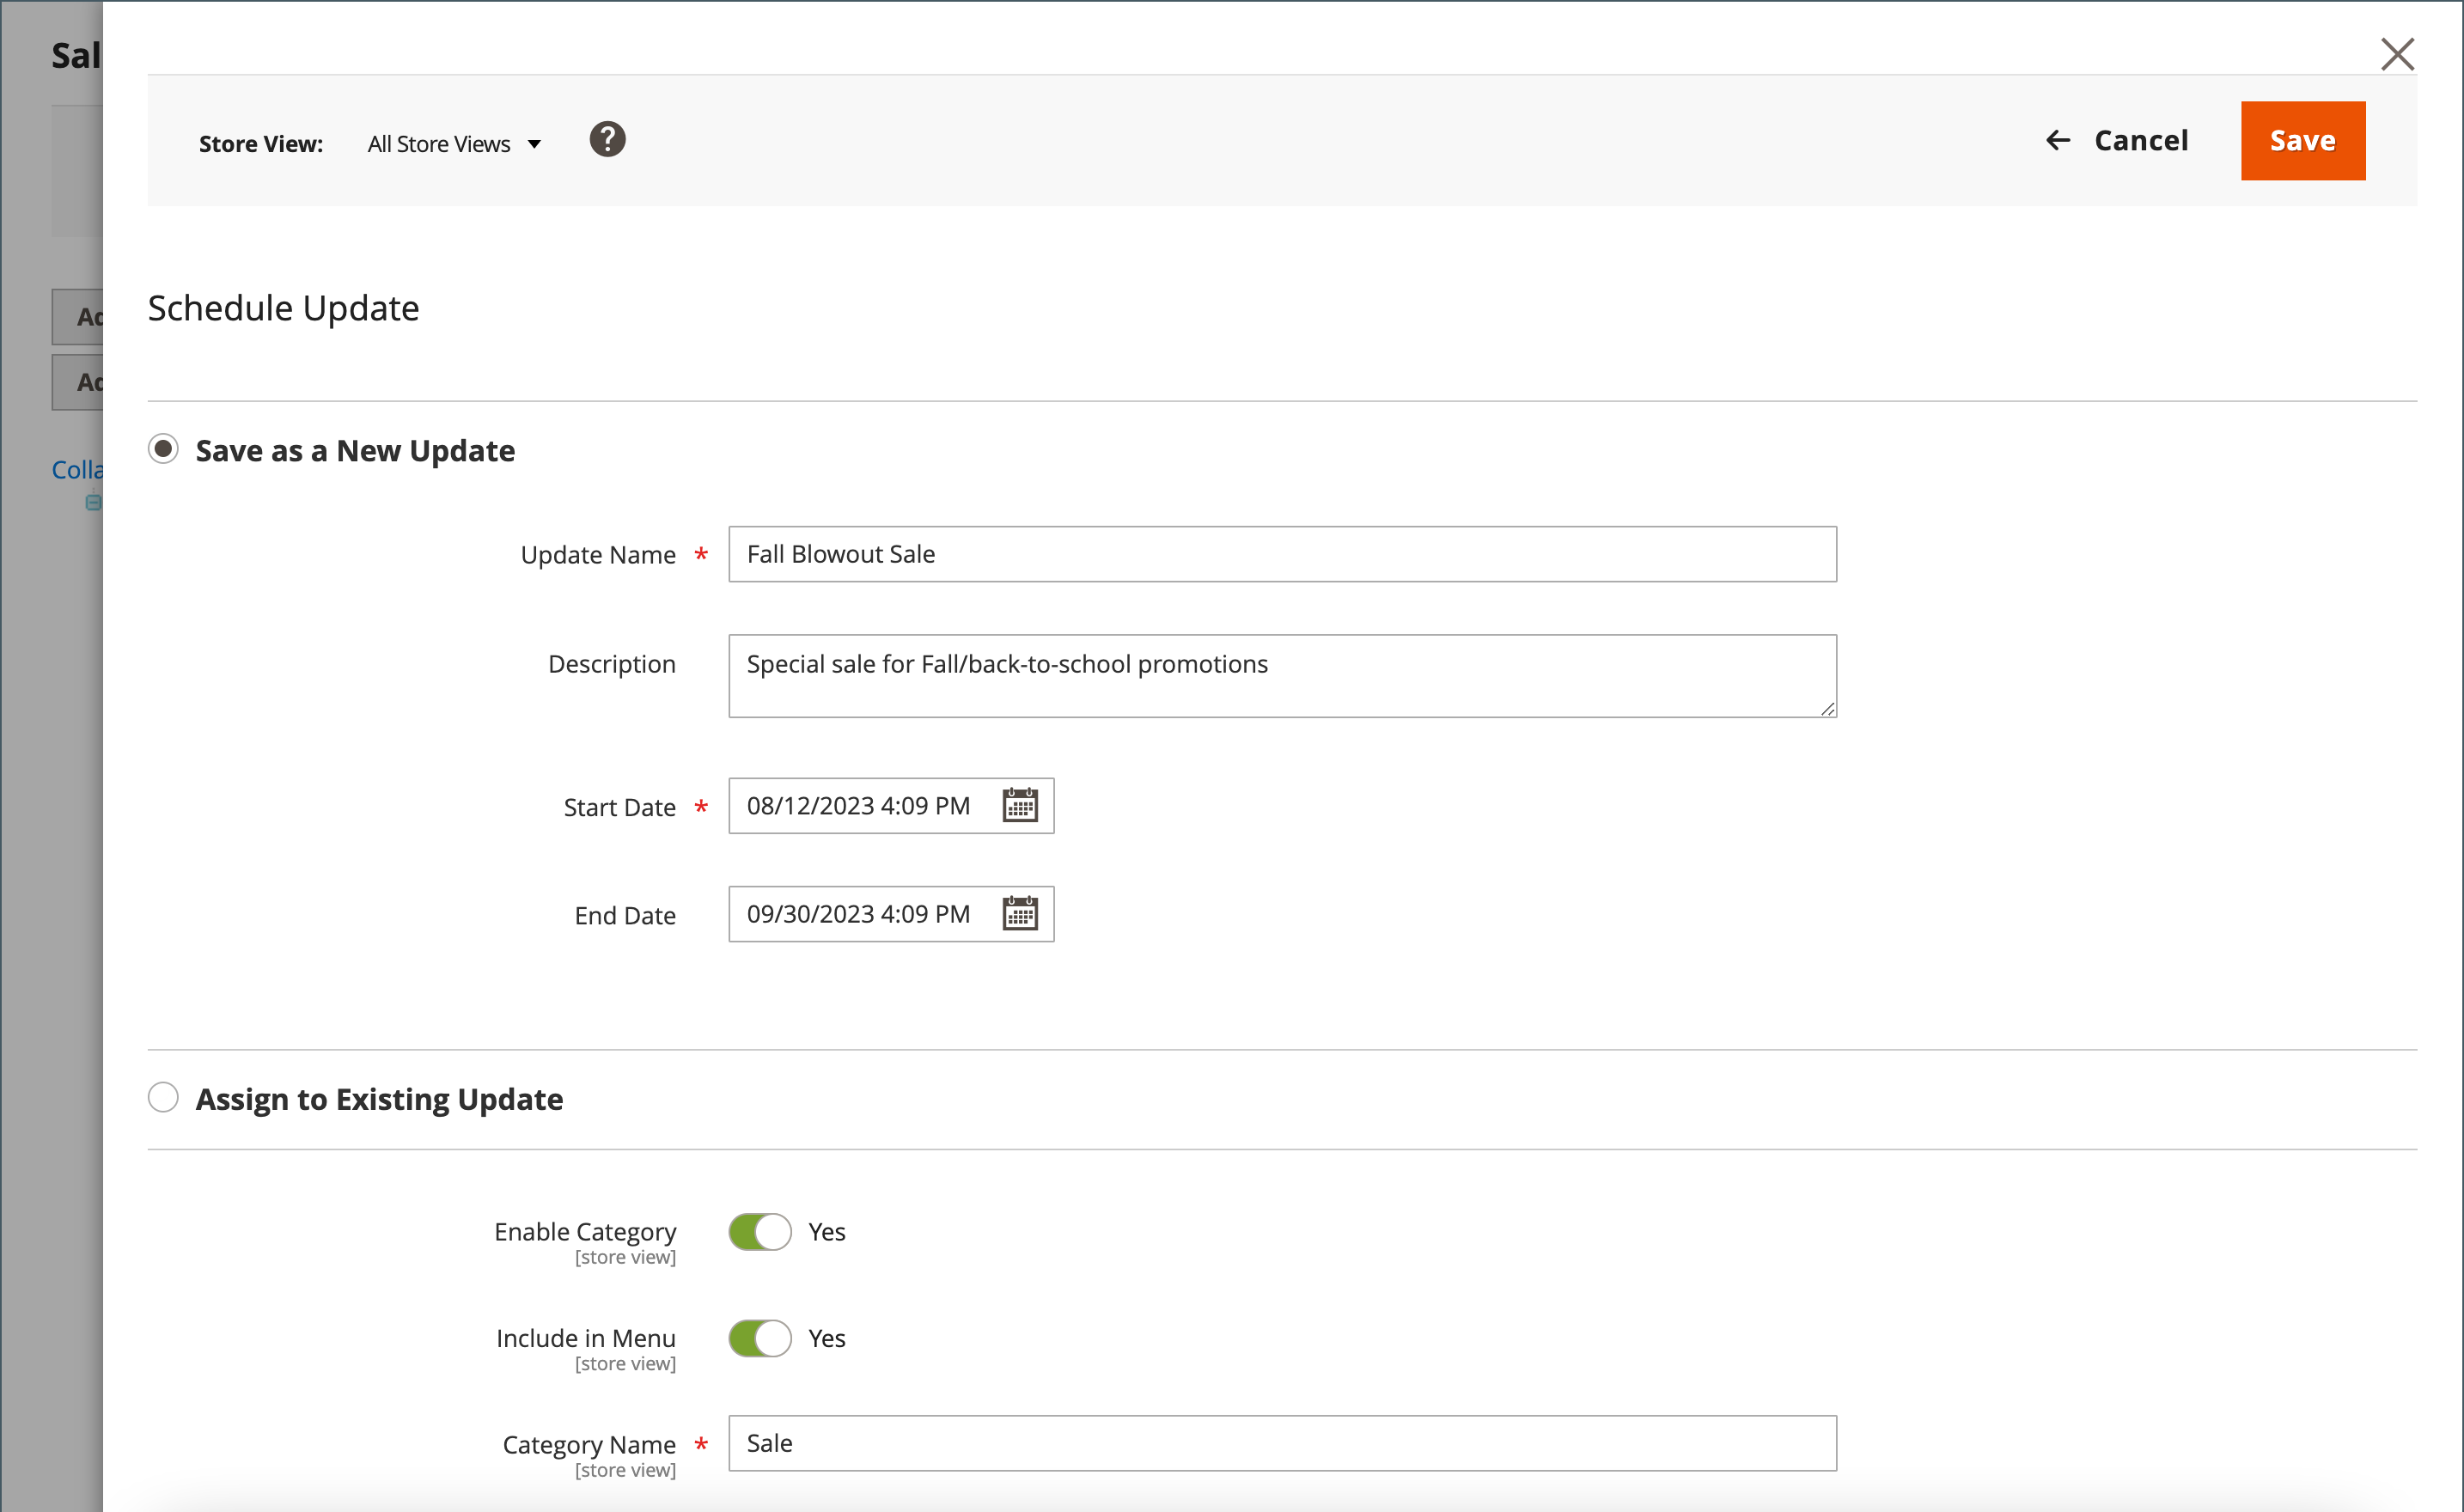 Sal
Store View: All Store Views ?
← Cancel Save
Schedule Update
Ad
Ad
Colla
Save as a New Update
Update Name * Fall Blowout Sale
Description Special sale for Fall/back-to-school promotions
Start Date * 08/12/2023 4:09 PM
End Date 09/30/2023 4:09 PM
Assign to Existing Update
Enable Category Yes
[store view]
Include in Menu Yes
[store view]
Category Name * Sale
[store view]